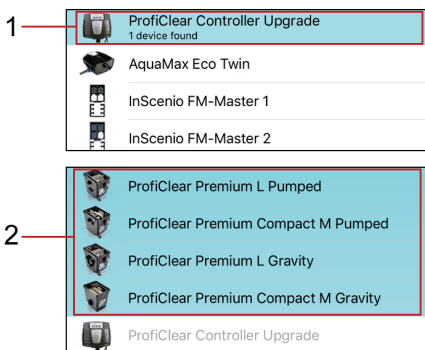 1
ProfiClear Controller Upgrade
1 device found
AquaMax Eco Twin
InScenio FM-Master 1
InScenio FM-Master 2
2
ProfiClear Premium L Pumped
ProfiClear Premium Compact M Pumped
ProfiClear Premium L Gravity
ProfiClear Premium Compact M Gravity
ProfiClear Controller Upgrade